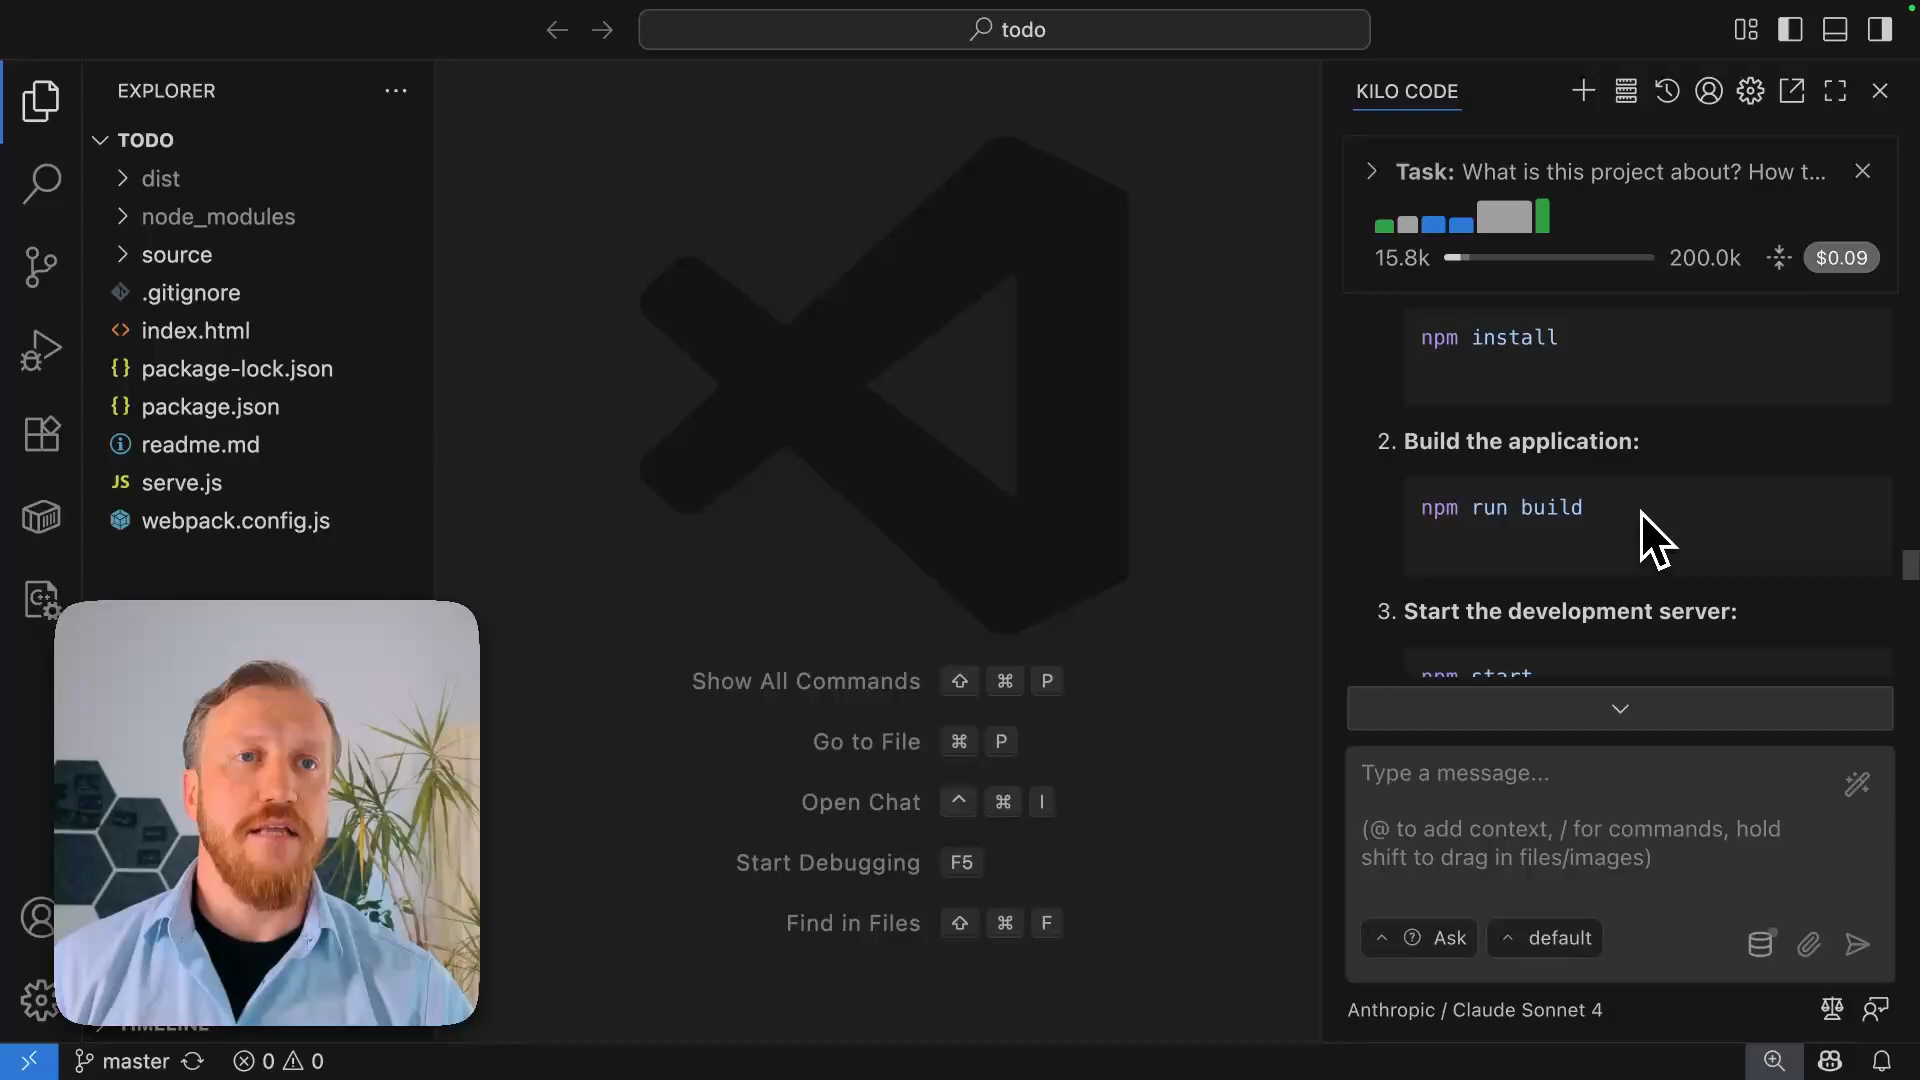 todo
EXPLORER
TODO
dist
node_modules
source
.gitignore
index.html
{} package-lock.json
{} package.json
readme.md
JS serve.js
webpack.config.js
TIMELINE
Show All Commands ⇧ ⌘ P
Go to File ⌘ P
Open Chat ^ ⌘ I
Start Debugging F5
Find in Files ⇧ ⌘ F
KILO CODE
Task: What is this project about? How t...
15.8k 200.0k $0.09
npm install
2. Build the application:
npm run build
3. Start the development server:
npm start
Type a message...
(@ to add context, / for commands, hold
shift to drag in files/images)
Ask default
Anthropic / Claude Sonnet 4
master 0 0